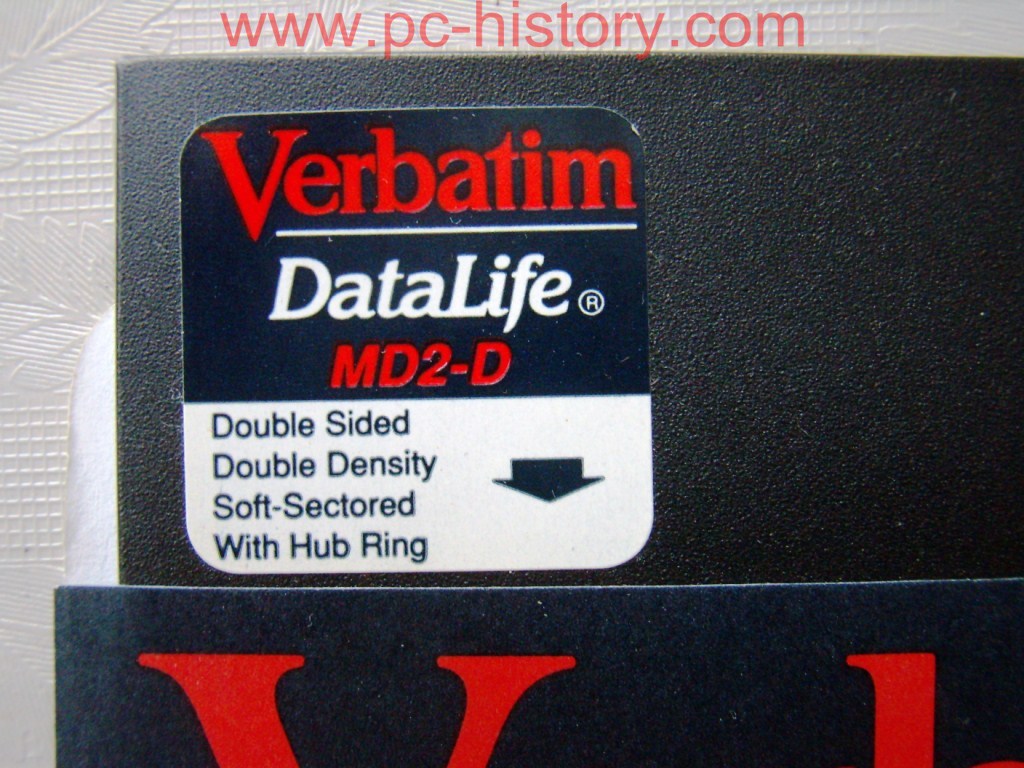 www.pc-history.com
Verbatim
DataLife®
MD2-D
Double Sided
Double Density
Soft-Sectored
With Hub Ring